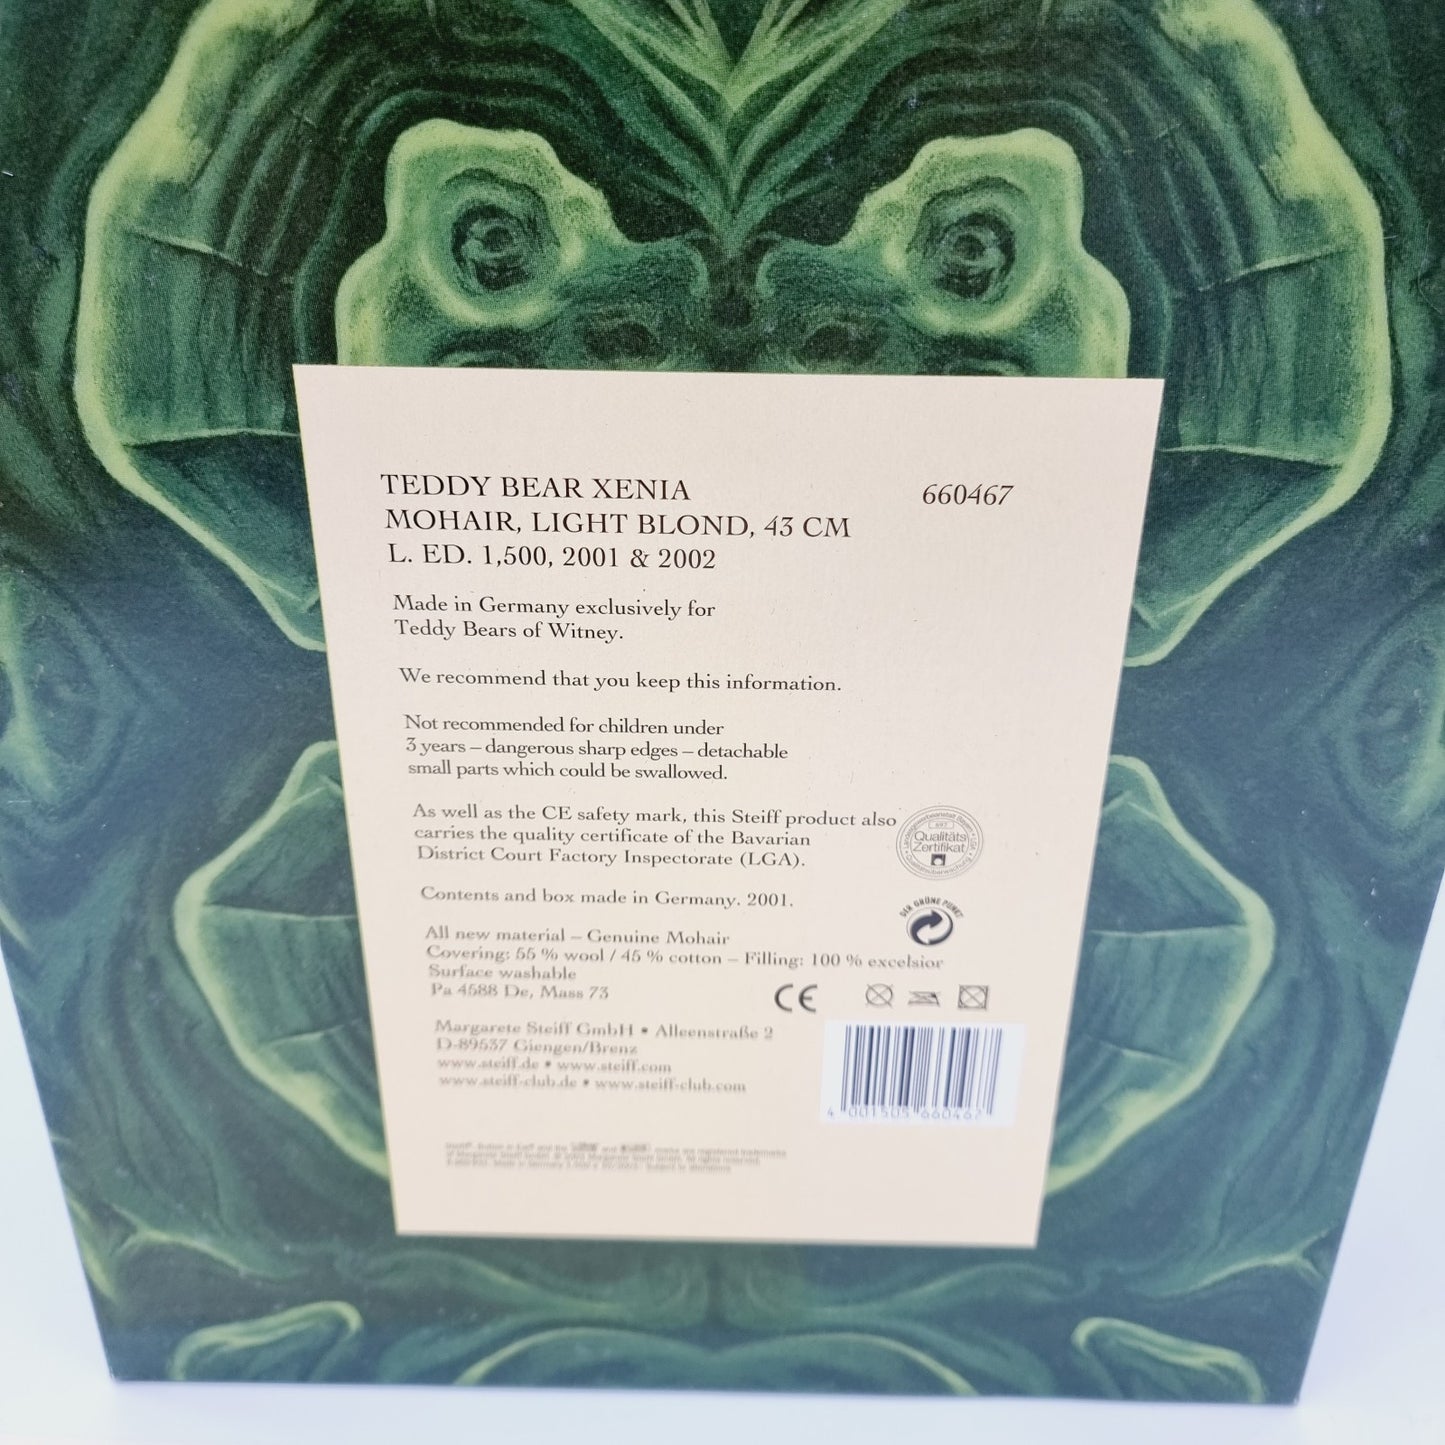 TEDDY BEAR XENIA 660467
MOHAIR, LIGHT BLOND, 43 CM
L. ED. 1,500, 2001 & 2002
Made in Germany exclusively for
Teddy Bears of Witney.
We recommend that you keep this information.
Not recommended for children under
3 years – dangerous sharp edges – detachable
small parts which could be swallowed.
As well as the CE safety mark, this Steiff product also
carries the quality certificate of the Bavarian
District Court Factory Inspectorate (LGA).
Qualitäts
Zertifikat
Contents and box made in Germany. 2001.
DER GRÜNE PUNKT
All new material – Genuine Mohair
Covering: 55 % wool / 45 % cotton – Filling: 100 % excelsior
Surface washable
Pa 4588 De, Mass 73
CE
Margarete Steiff GmbH • Alleenstraße 2
D-89537 Giengen/Brenz
www.steiff.de • www.steiff.com
www.steiff-club.de • www.steiff-club.com
4 001505 660467